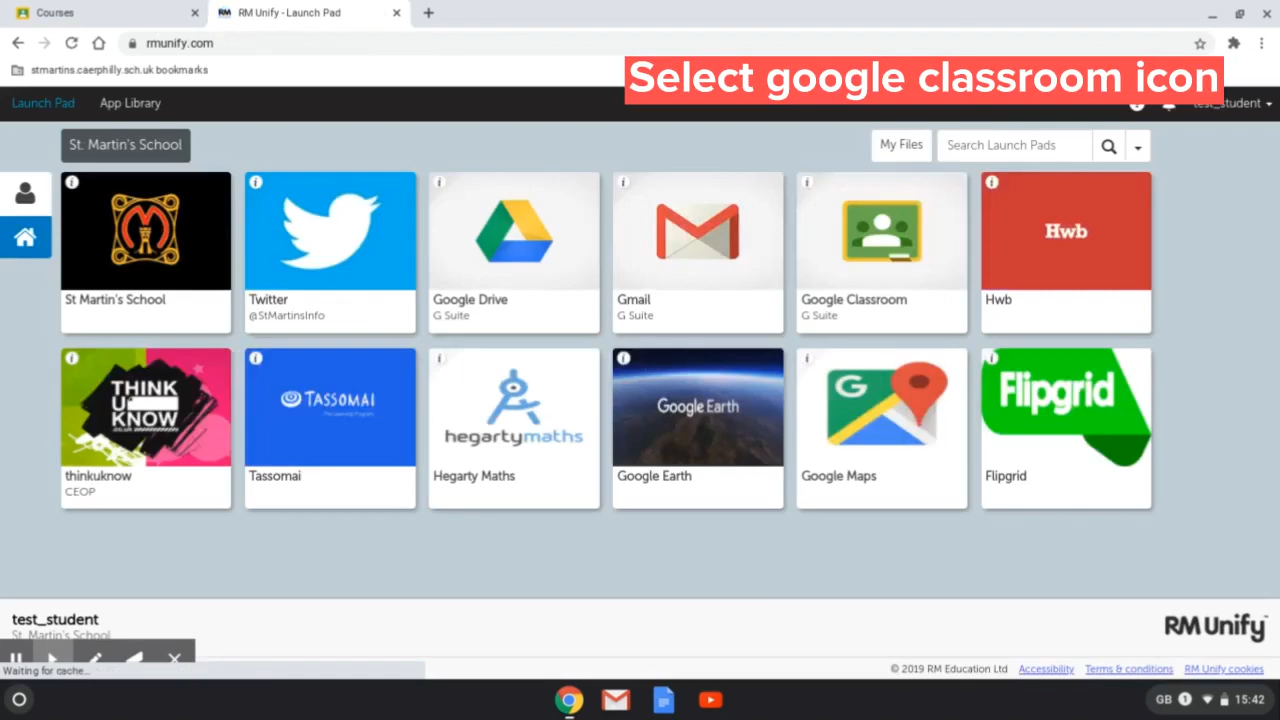 Courses
RM Unify - Launch Pad
rmunify.com
stmartins.caerphilly.sch.uk bookmarks
Select google classroom icon
Launch Pad
App Library
test_student
St. Martin's School
My Files
Search Launch Pads
Hwb
St Martin's School
Twitter
@StMartinsInfo
Google Drive
G Suite
Gmail
G Suite
Google Classroom
G Suite
Hwb
THINK
U
KNOW
TASSOMAI
hegartymaths
Google Earth
G
Flipgrid
thinkuknow
CEOP
Tassomai
Hegarty Maths
Google Earth
Google Maps
Flipgrid
test_student
St. Martin's School
RM Unify
Waiting for cache...
© 2019 RM Education Ltd
Accessibility
Terms & conditions
RM Unify cookies
GB
1
15:42